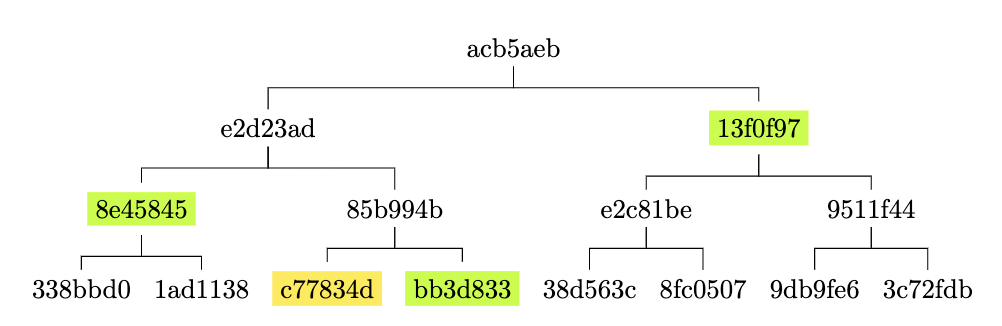 acb5aeb
e2d23ad 13f0f97
8e45845 85b994b e2c81be 9511f44
338bbd0 1ad1138 c77834d bb3d833 38d563c 8fc0507 9db9fe6 3c72fdb